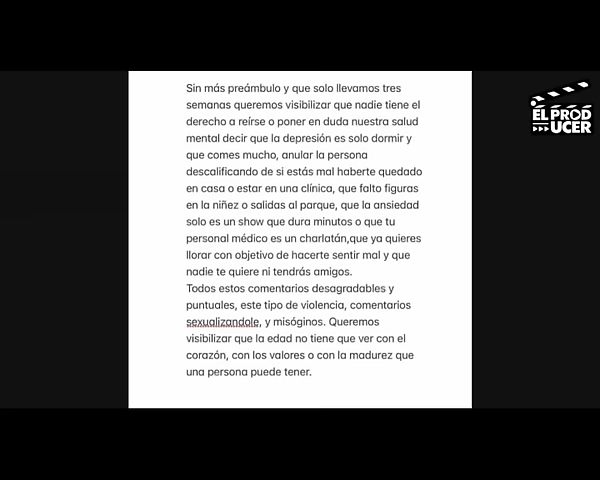 Sin más preámbulo y que solo llevamos tres
semanas queremos visibilizar que nadie tiene el
derecho a reírse o poner en duda nuestra salud
mental decir que la depresión es solo dormir y
que comes mucho, anular la persona
descalificando de si estás mal haberte quedado
en casa o estar en una clínica, que falto figuras
en la niñez o salidas al parque, que la ansiedad
solo es un show que dura minutos o que tu
personal médico es un charlatán,que ya quieres
llorar con objetivo de hacerte sentir mal y que
nadie te quiere ni tendrás amigos.
Todos estos comentarios desagradables y
puntuales, este tipo de violencia, comentarios
sexualizandole, y misóginos. Queremos
visibilizar que la edad no tiene que ver con el
corazón, con los valores o con la madurez que
una persona puede tener.
EL PROD
UCER